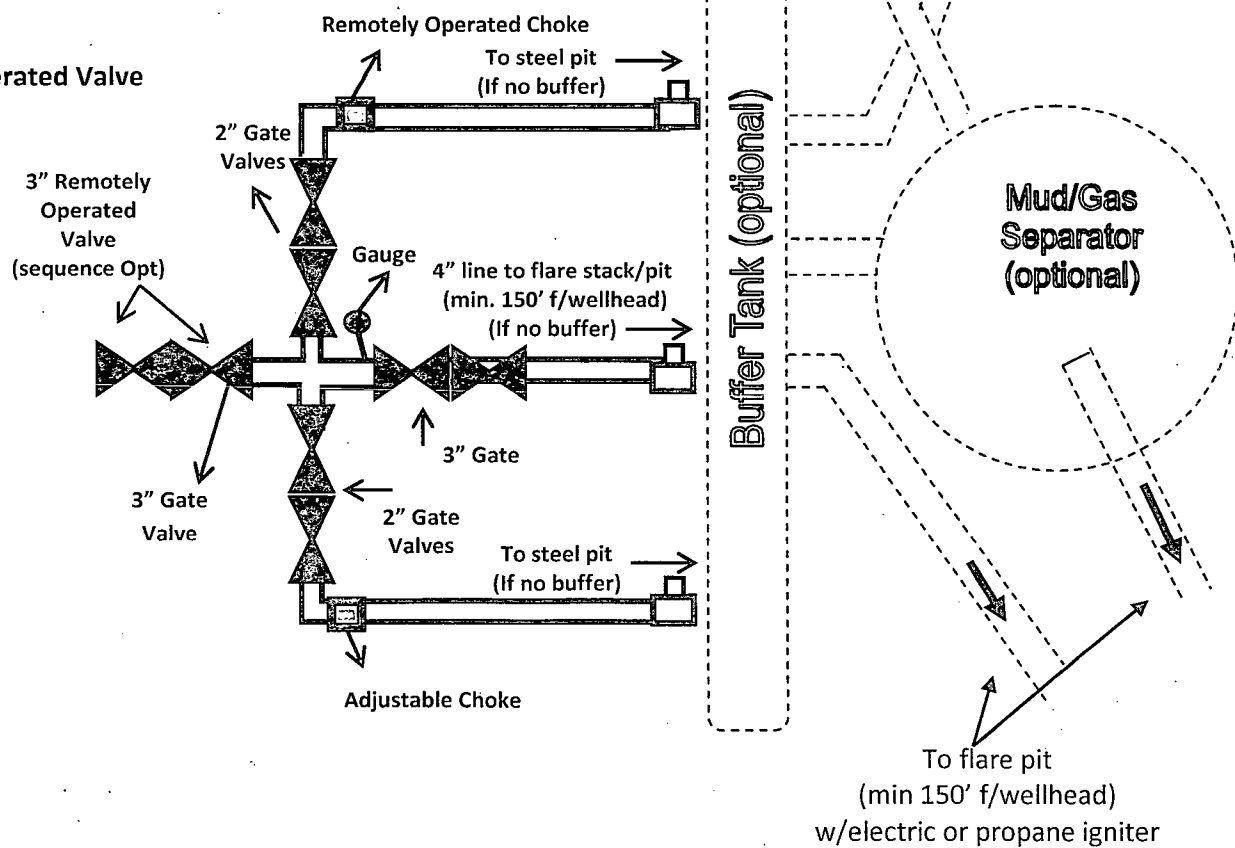 Remotely Operated Choke
To steel pit
(If no buffer)
erated Valve
2” Gate
Valves
3” Remotely
Operated
Valve
(sequence Opt)
Gauge
4” line to flare stack/pit
(min. 150' f/wellhead)
(If no buffer)
3” Gate
3” Gate
Valve
2” Gate
Valves
To steel pit
(If no buffer)
Adjustable Choke
Buffer Tank (optional)
Mud/Gas
Separator
(optional)
To flare pit
(min 150' f/wellhead)
w/electric or propane igniter